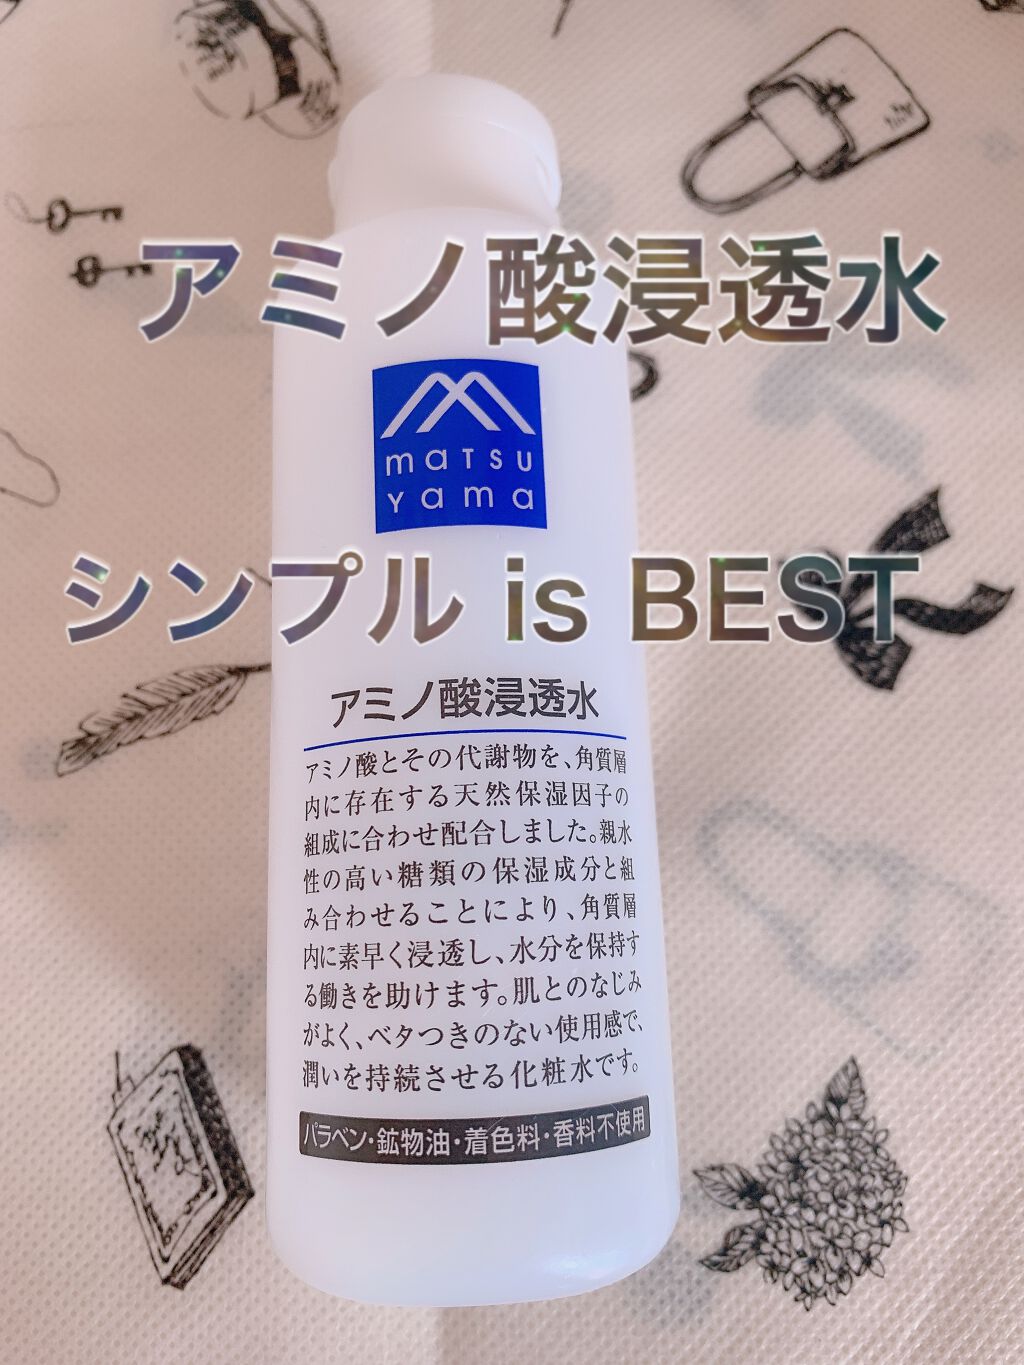 アミノ酸浸透水
matsu
yama
シンプル is BEST
アミノ酸浸透水
アミノ酸とその代謝物を、角質層
内に存在する天然保湿因子の
組成に合わせ配合しました。親水
性の高い糖類の保湿成分と組
み合わせることにより、角質層
内に素早く浸透し、水分を保持す
る働きを助けます。肌とのなじみ
がよく、ベタつきのない使用感で、
潤いを持続させる化粧水です。
パラベン・鉱物油・着色料・香料不使用